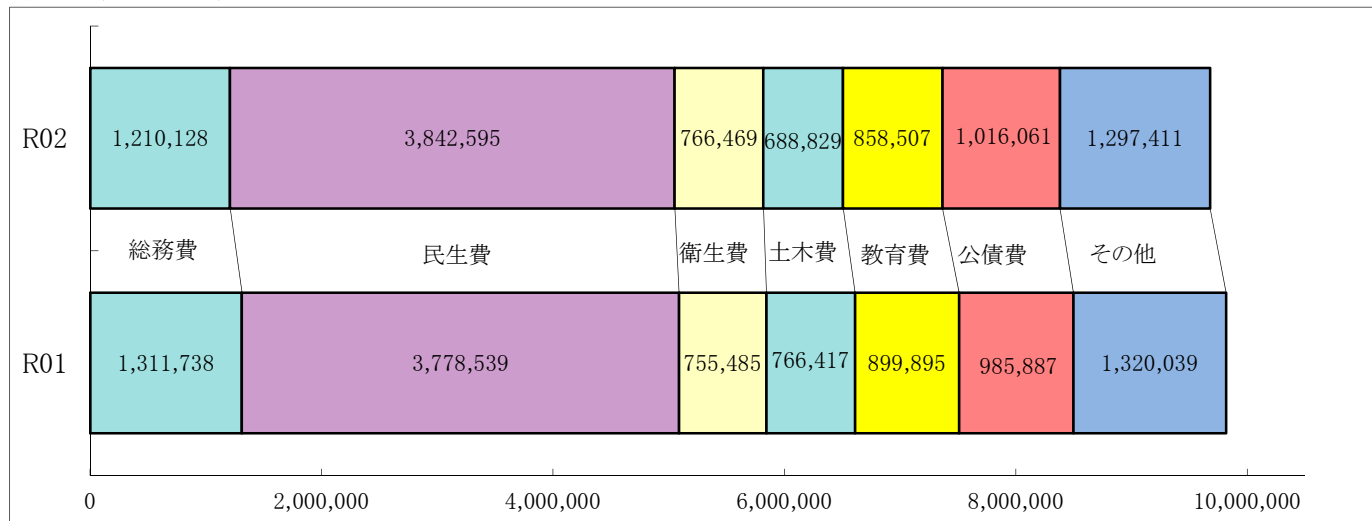 R02
1,210,128 3,842,595 766,469 688,829 858,507 1,016,061 1,297,411
総務費 民生費 衛生費 土木費 教育費 公債費 その他
R01
1,311,738 3,778,539 755,485 766,417 899,895 985,887 1,320,039
0 2,000,000 4,000,000 6,000,000 8,000,000 10,000,000